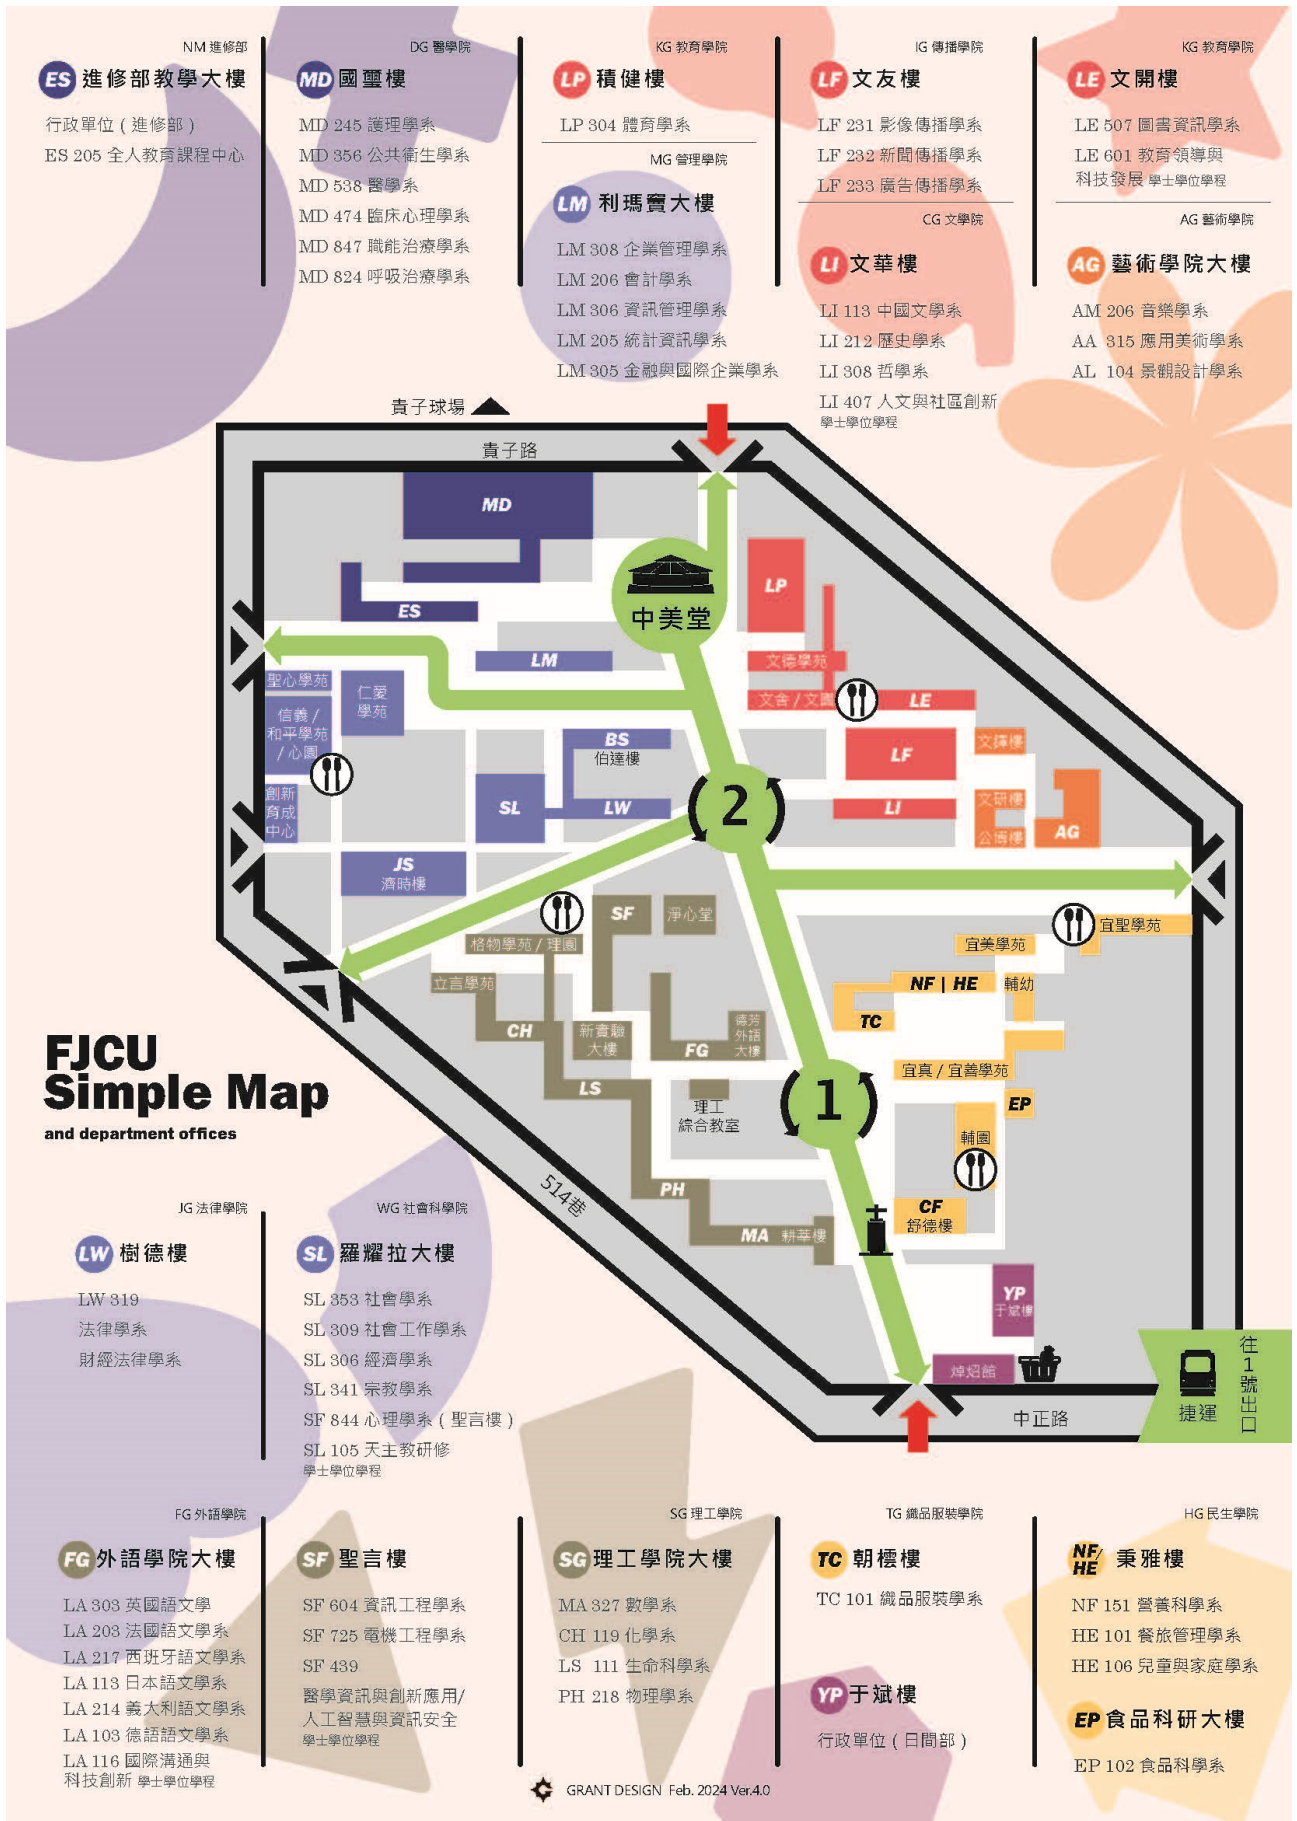 NM 進修部
ES 進修部教學大樓
行政單位 ( 進修部 )
ES 205 全人教育課程中心
DG 醫學院
MD 國璽樓
MD 245 護理學系
MD 356 公共衛生學系
MD 538 醫學系
MD 474 臨床心理學系
MD 847 職能治療學系
MD 824 呼吸治療學系
KG 教育學院
LP 積健樓
LP 304 體育學系
MG 管理學院
LM 利瑪竇大樓
LM 308 企業管理學系
LM 206 會計學系
LM 306 資訊管理學系
LM 205 統計資訊學系
LM 305 金融與國際企業學系
IG 傳播學院
LF 文友樓
LF 231 影像傳播學系
LF 232 新聞傳播學系
LF 233 廣告傳播學系
CG 文學院
LI 文華樓
LI 113 中國文學系
LI 212 歷史學系
LI 308 哲學系
LI 407 人文與社區創新
學士學位學程
KG 教育學院
LE 文開樓
LE 507 圖書資訊學系
LE 601 教育領導與
科技發展 學士學位學程
AG 藝術學院
AG 藝術學院大樓
AM 206 音樂學系
AA 315 應用美術學系
AL 104 景觀設計學系
貴子球場
貴子路
MD
ES
中美堂
LP
LM
文德學苑
聖心學苑
仁愛
學苑
文舍 / 文園
LE
信義 /
和平學苑
/ 心園
BS
伯達樓
LF
文鐸樓
創新
育成
中心
SL
LW
2
LI
文研樓
公博樓
AG
JS
濟時樓
SF
淨心堂
格物學苑 / 理園
宜聖學苑
宜美學苑
立言學苑
NF | HE
輔幼
CH
新實驗
大樓
FG
德芳
外語
大樓
TC
LS
理工
綜合教室
1
宜真 / 宜善學苑
EP
輔園
PH
MA 耕莘樓
CF
舒德樓
YP
于斌樓
焯炤館
514巷
中正路
捷運
往1號出口
FJCU
Simple Map
and department offices
JG 法律學院
LW 樹德樓
LW 319
法律學系
財經法律學系
WG 社會科學院
SL 羅耀拉大樓
SL 353 社會學系
SL 309 社會工作學系
SL 306 經濟學系
SL 341 宗教學系
SF 844 心理學系 ( 聖言樓 )
SL 105 天主教研修
學士學位學程
FG 外語學院
FG 外語學院大樓
LA 303 英國語文學
LA 203 法國語文學系
LA 217 西班牙語文學系
LA 113 日本語文學系
LA 214 義大利語文學系
LA 103 德語語文學系
LA 116 國際溝通與
科技創新 學士學位學程
SF 聖言樓
SF 604 資訊工程學系
SF 725 電機工程學系
SF 439
醫學資訊與創新應用/
人工智慧與資訊安全
學士學位學程
SG 理工學院
SG 理工學院大樓
MA 327 數學系
CH 119 化學系
LS 111 生命科學系
PH 218 物理學系
TG 織品服裝學院
TC 朝橒樓
TC 101 織品服裝學系
YP 于斌樓
行政單位 ( 日間部 )
HG 民生學院
NF/
HE 秉雅樓
NF 151 營養科學系
HE 101 餐旅管理學系
HE 106 兒童與家庭學系
EP 食品科研大樓
EP 102 食品科學系
GRANT DESIGN Feb. 2024 Ver.4.0